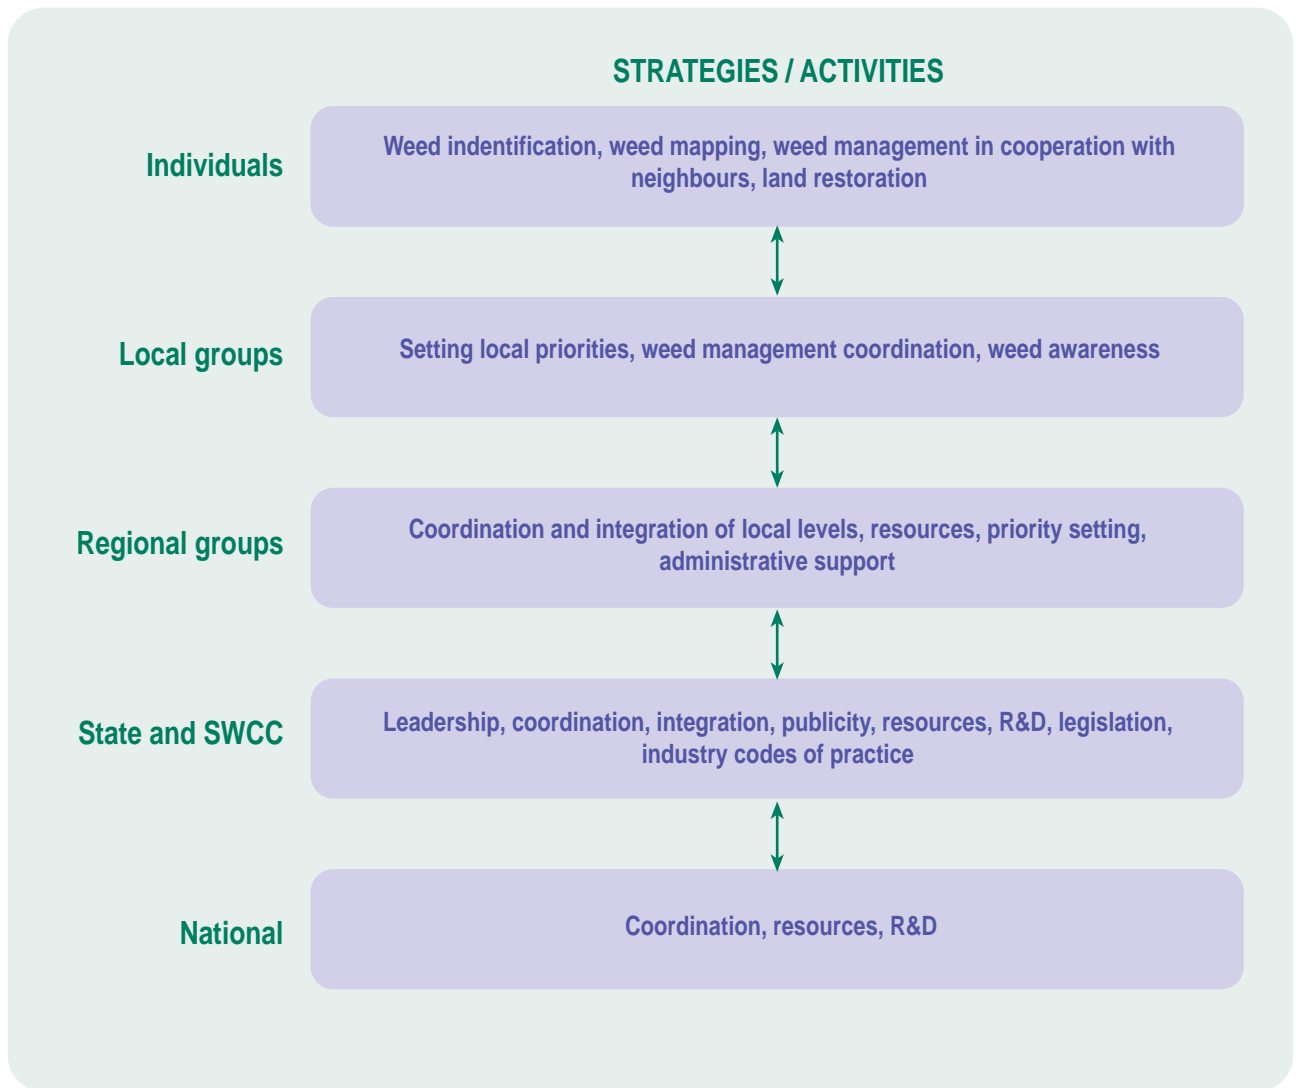 STRATEGIES / ACTIVITIES
Individuals
Weed indentification, weed mapping, weed management in cooperation with
neighbours, land restoration
Local groups
Setting local priorities, weed management coordination, weed awareness
Regional groups
Coordination and integration of local levels, resources, priority setting,
administrative support
State and SWCC
Leadership, coordination, integration, publicity, resources, R&D, legislation,
industry codes of practice
National
Coordination, resources, R&D